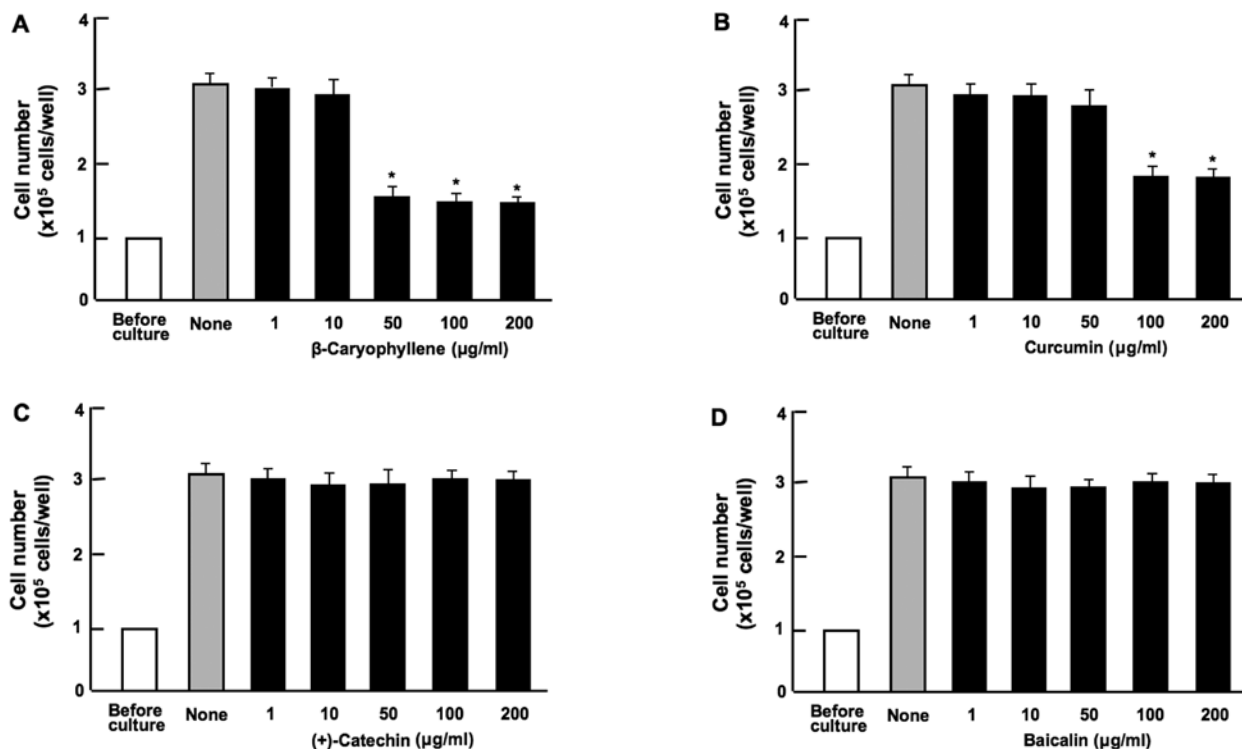 A
Cell number
(x10⁵ cells/well)
4
3
2
1
0
* * *
Before
culture
None 1 10 50 100 200
β-Caryophyllene (µg/ml)
B
Cell number
(x10⁵ cells/well)
4
3
2
1
0
* *
Before
culture
None 1 10 50 100 200
Curcumin (µg/ml)
C
Cell number
(x10⁵ cells/well)
4
3
2
1
0
Before
culture
None 1 10 50 100 200
(+)-Catechin (µg/ml)
D
Cell number
(x10⁵ cells/well)
4
3
2
1
0
Before
culture
None 1 10 50 100 200
Baicalin (µg/ml)